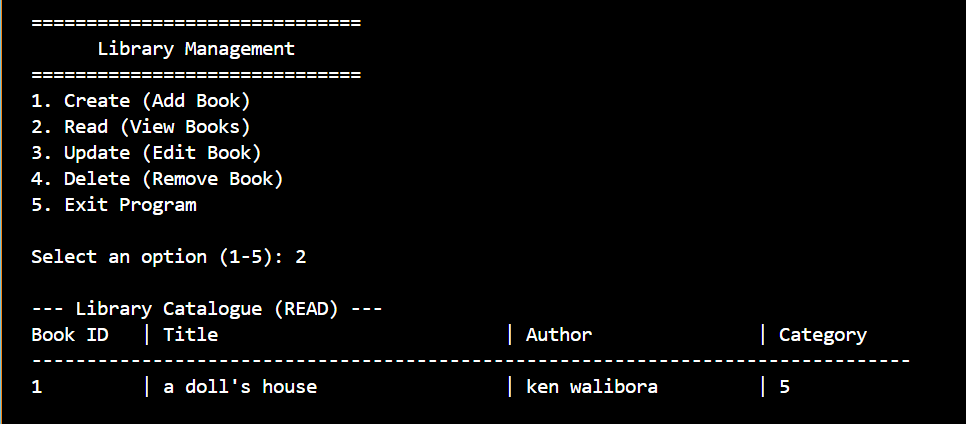 ==============================
Library Management
==============================
1. Create (Add Book)
2. Read (View Books)
3. Update (Edit Book)
4. Delete (Remove Book)
5. Exit Program
Select an option (1-5): 2
--- Library Catalogue (READ) ---
Book ID | Title | Author | Category
--------------------------------------------------------------------------------
1 | a doll's house | ken walibora | 5